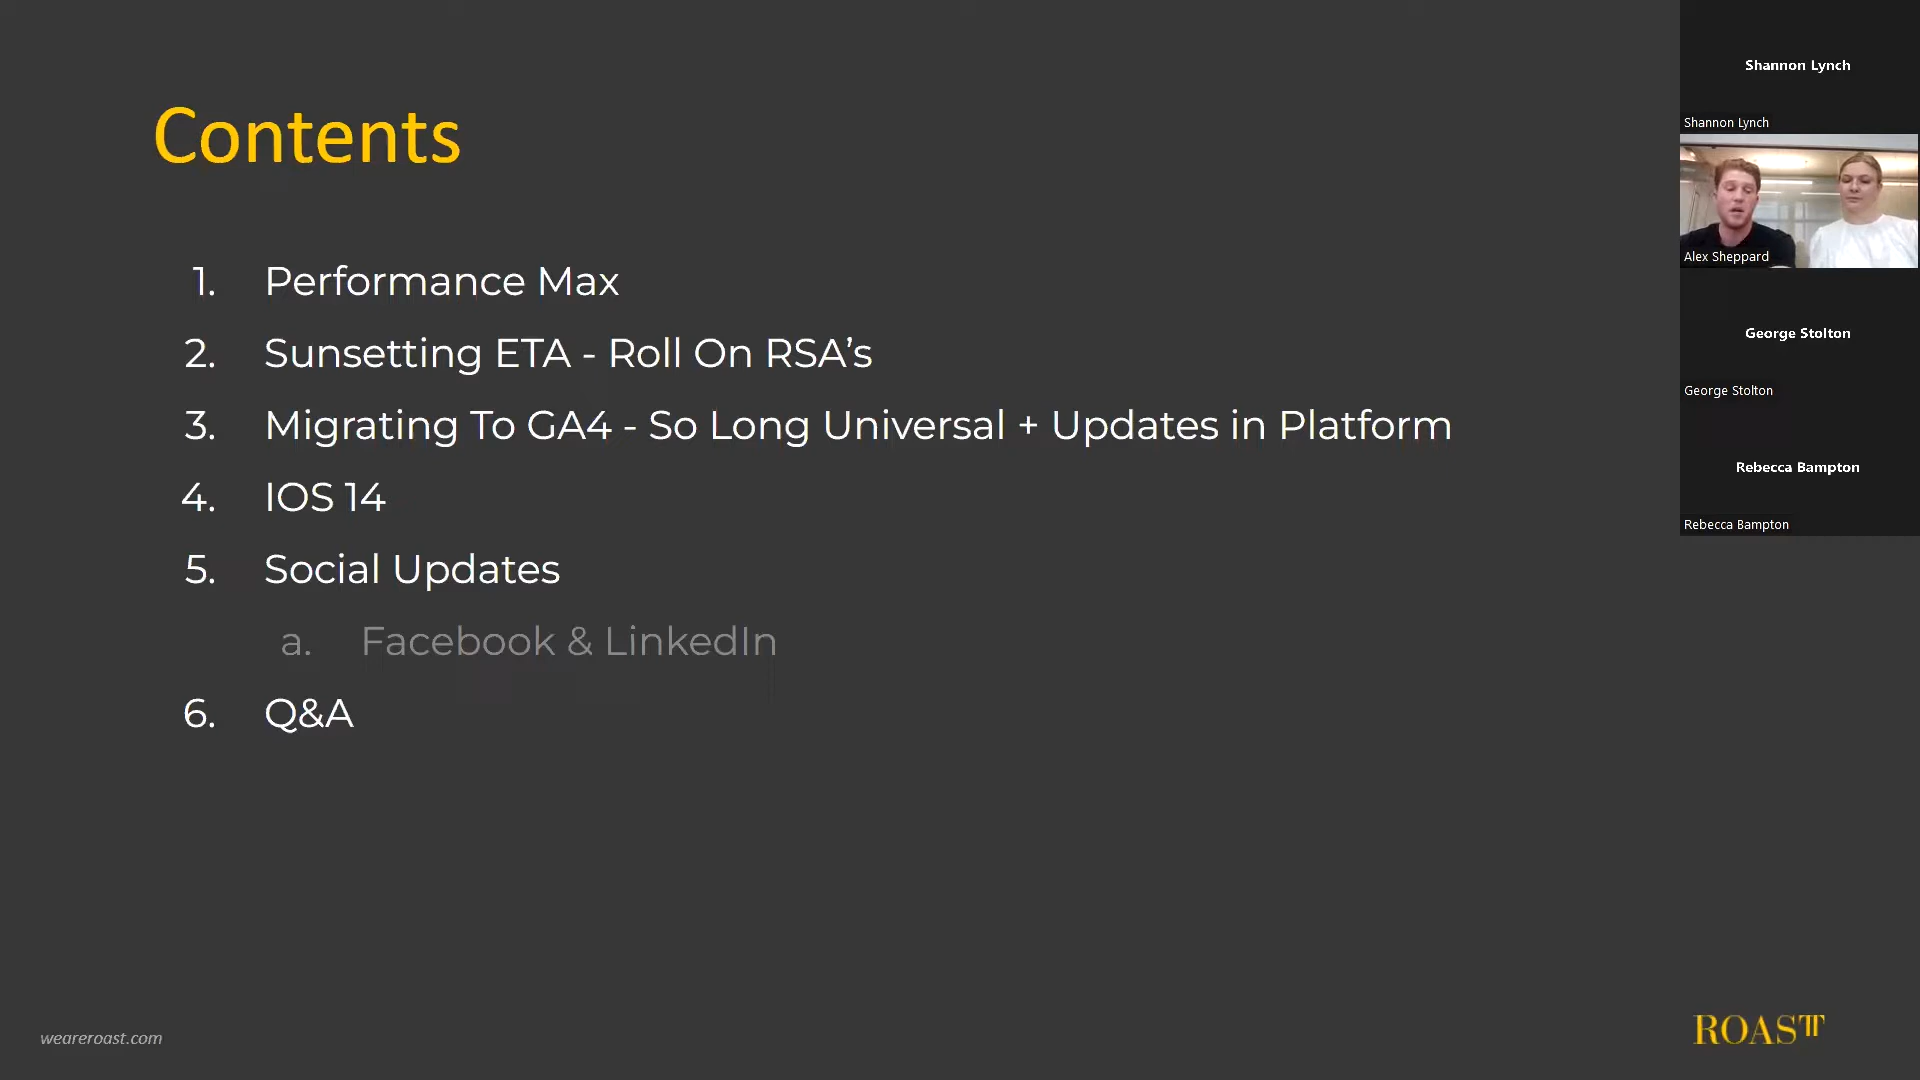 Contents
1. Performance Max
2. Sunsetting ETA - Roll On RSA’s
3. Migrating To GA4 - So Long Universal + Updates in Platform
4. IOS 14
5. Social Updates
a. Facebook & LinkedIn
6. Q&A
weareroast.com
ROAST
Shannon Lynch
Shannon Lynch
Alex Sheppard
George Stolton
George Stolton
Rebecca Bampton
Rebecca Bampton